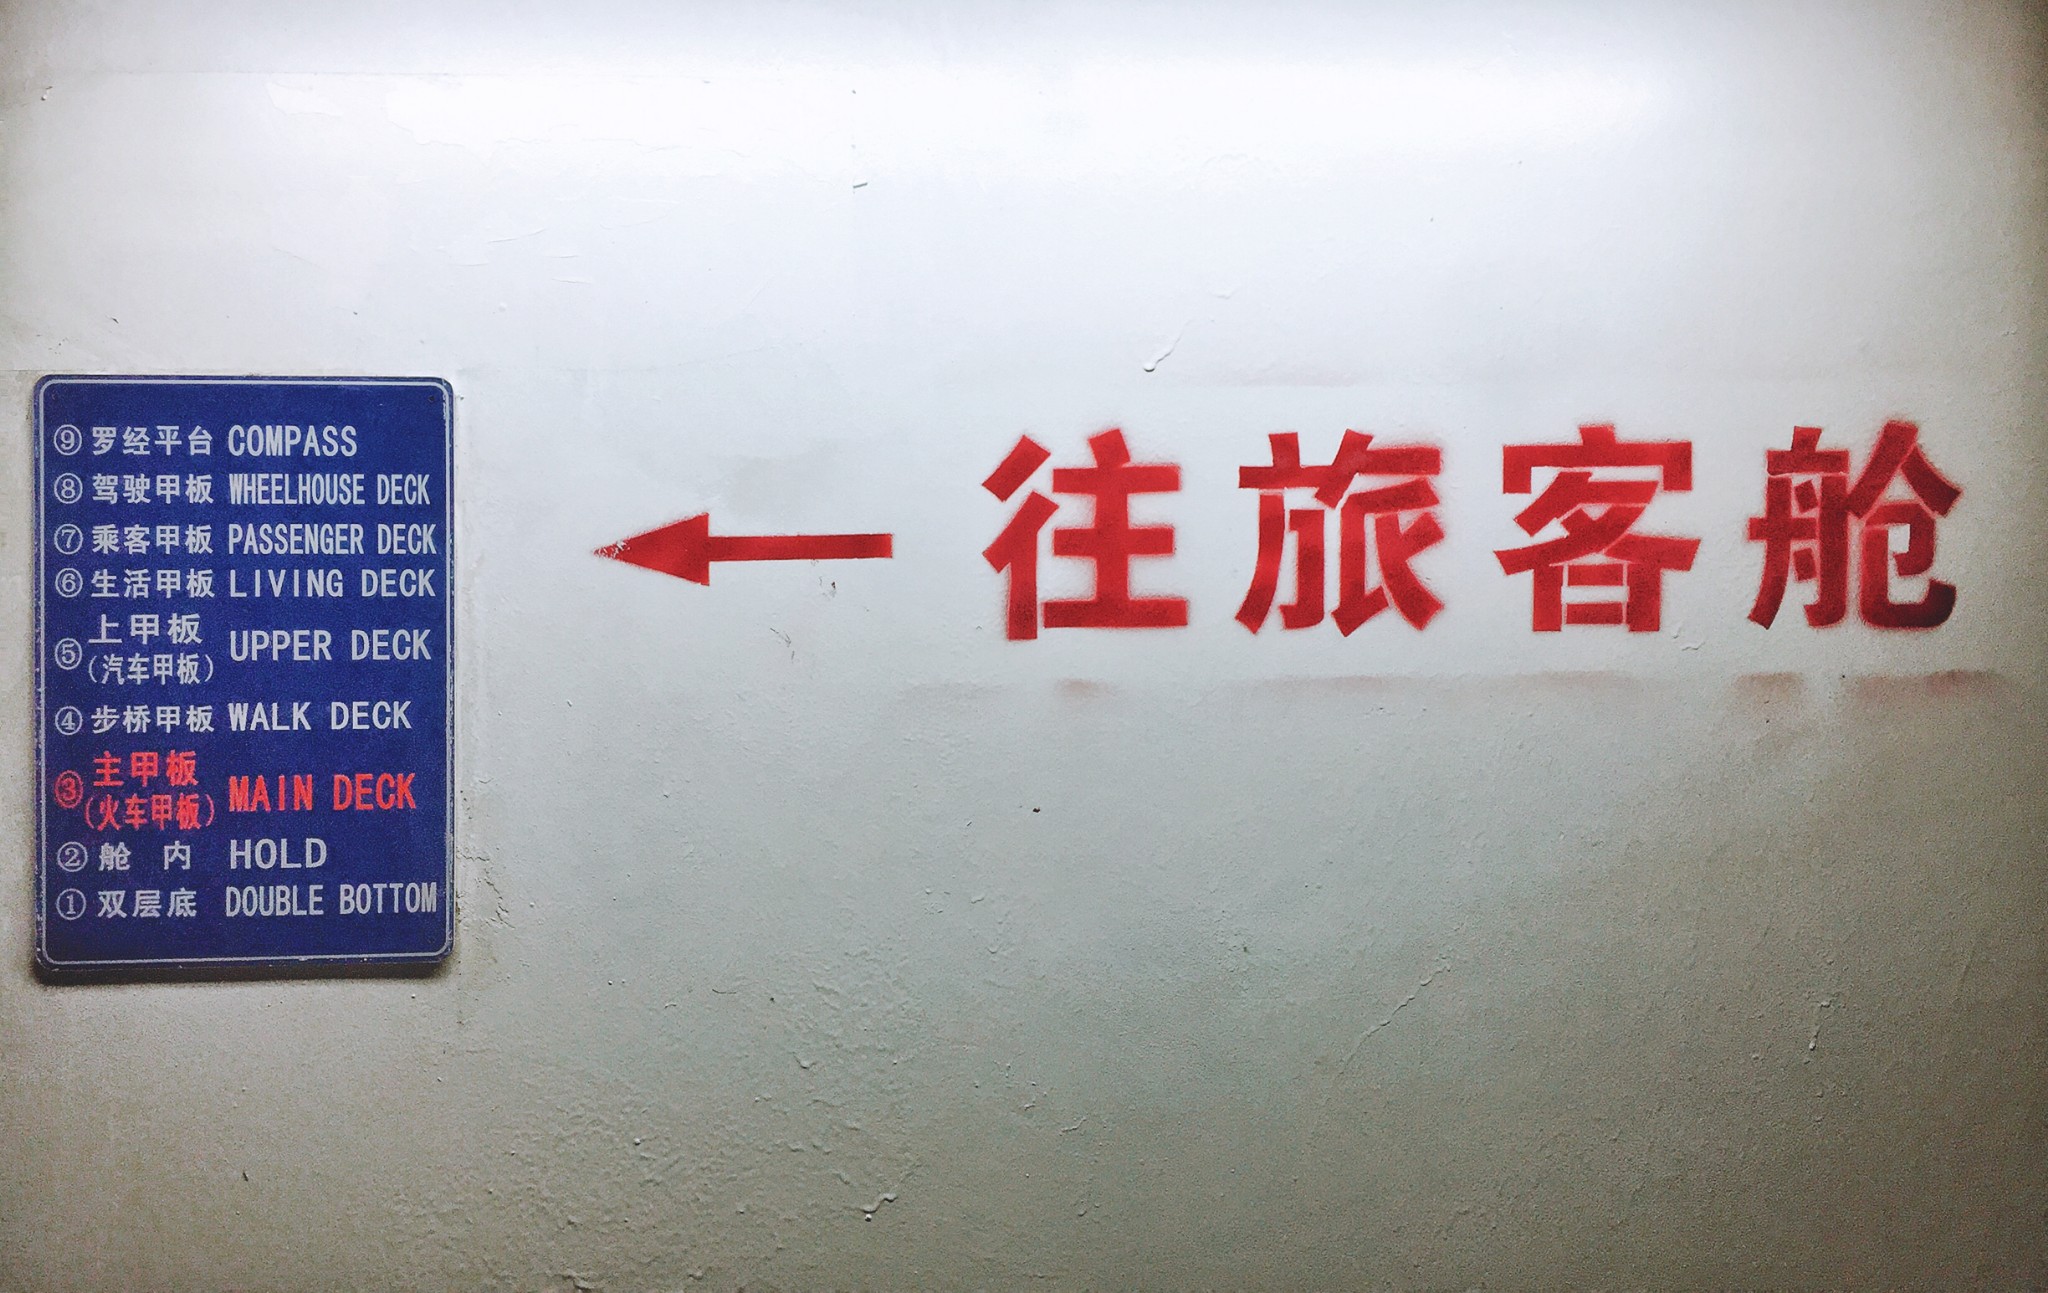 ⑨ 罗经平台 COMPASS
⑧ 驾驶甲板 WHEELHOUSE DECK
⑦ 乘客甲板 PASSENGER DECK
⑥ 生活甲板 LIVING DECK
⑤ 上甲板 UPPER DECK
(汽车甲板)
④ 步桥甲板 WALK DECK
③ 主甲板 MAIN DECK
(火车甲板)
② 舱内 HOLD
① 双层底 DOUBLE BOTTOM
← 往旅客舱